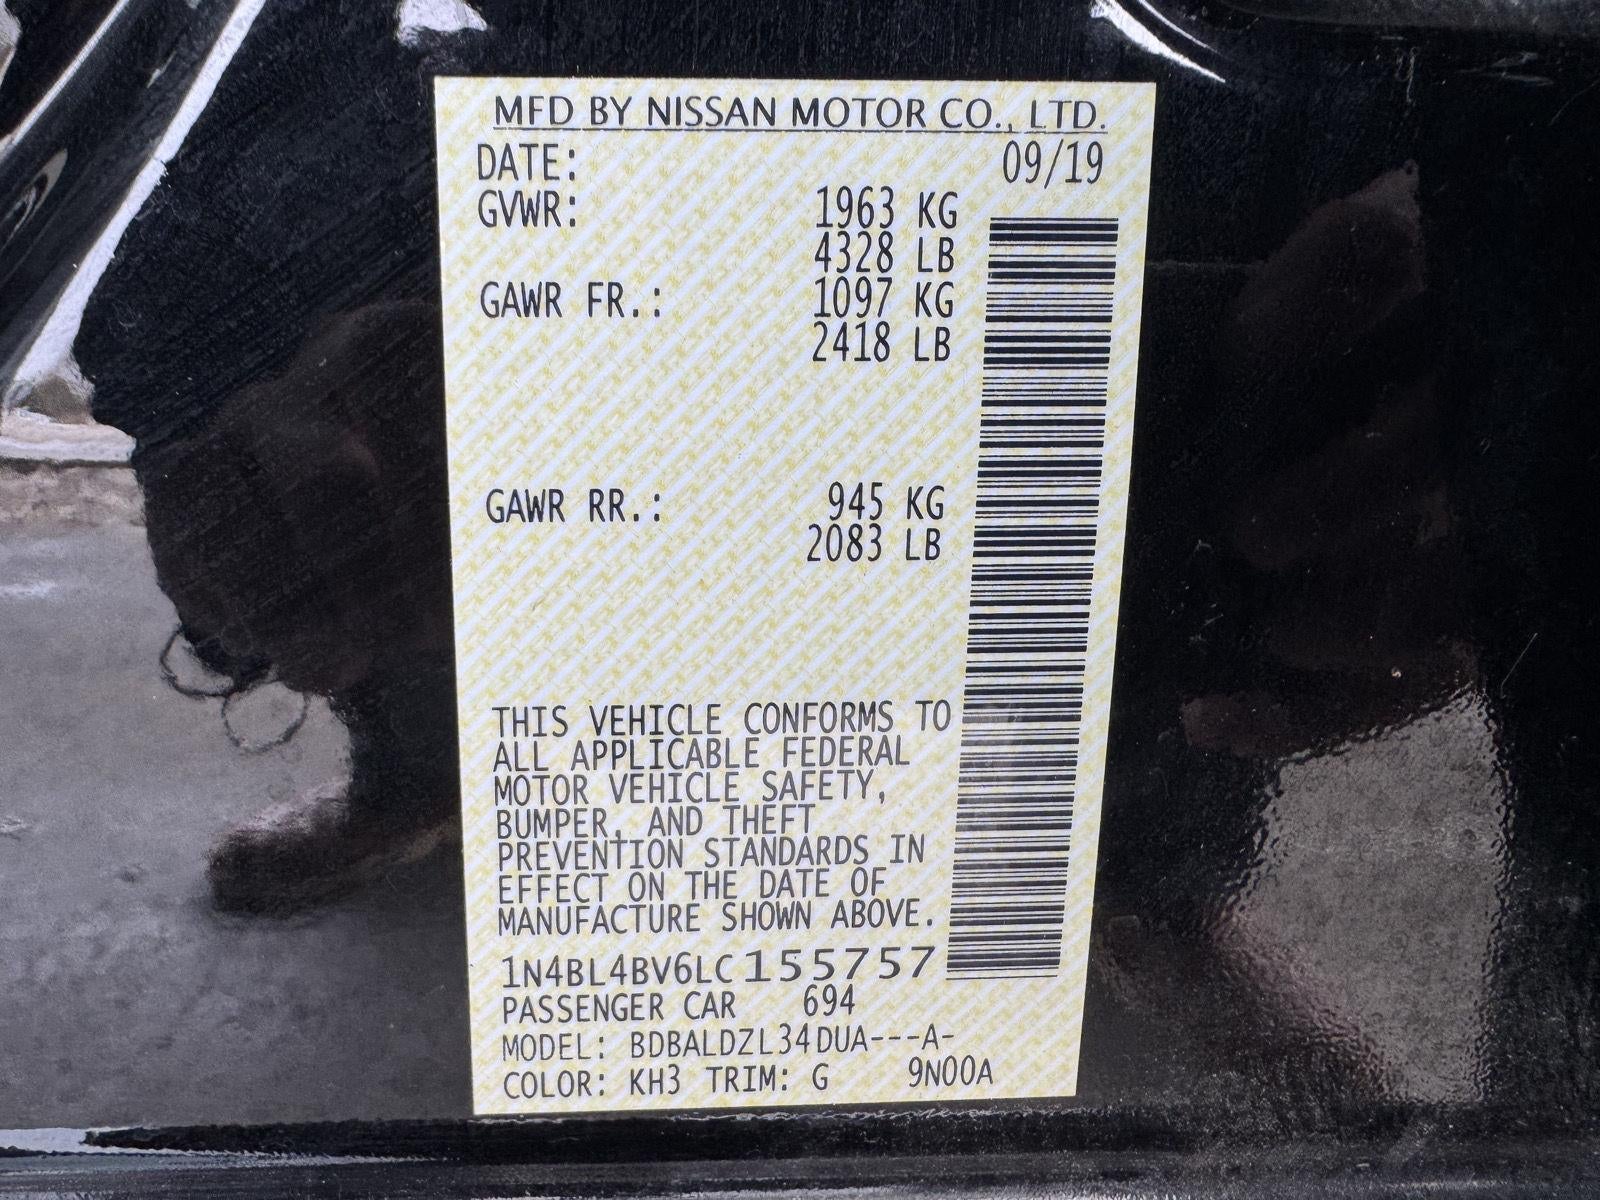 MFD BY NISSAN MOTOR CO., LTD.
DATE: 09/19
GVWR: 1963 KG
4328 LB
GAWR FR.: 1097 KG
2418 LB
GAWR RR.: 945 KG
2083 LB
THIS VEHICLE CONFORMS TO
ALL APPLICABLE FEDERAL
MOTOR VEHICLE SAFETY,
BUMPER, AND THEFT
PREVENTION STANDARDS IN
EFFECT ON THE DATE OF
MANUFACTURE SHOWN ABOVE.
1N4BL4BV6LC155757
PASSENGER CAR 694
MODEL: BDBALDZL34DUA---A-
COLOR: KH3 TRIM: G 9N00A